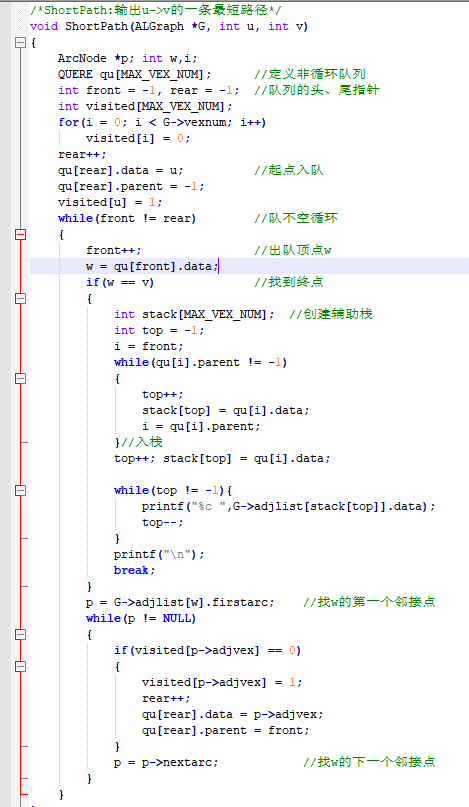 /*ShortPath:输出u->v的一条最短路径*/
void ShortPath(ALGraph *G, int u, int v)
{
    ArcNode *p; int w,i;
    QUERE qu[MAX_VEX_NUM];      //定义非循环队列
    int front = -1, rear = -1;  //队列的头、尾指针
    int visited[MAX_VEX_NUM];
    for(i = 0; i < G->vexnum; i++)
        visited[i] = 0;
    rear++;
    qu[rear].data = u;          //起点入队
    qu[rear].parent = -1;
    visited[u] = 1;
    while(front != rear)        //队不空循环
    {
        front++;                //出队顶点w
        w = qu[front].data;
        if(w == v)              //找到终点
        {
            int stack[MAX_VEX_NUM];  //创建辅助栈
            int top = -1;
            i = front;
            while(qu[i].parent != -1)
            {
                top++;
                stack[top] = qu[i].data;
                i = qu[i].parent;
            }//入栈
            top++; stack[top] = qu[i].data;

            while(top != -1){
                printf("%c ",G->adjlist[stack[top]].data);
                top--;
            }
            printf("\n");
            break;
        }
        p = G->adjlist[w].firstarc;    //找w的第一个邻接点
        while(p != NULL)
        {
            if(visited[p->adjvex] == 0)
            {
                visited[p->adjvex] = 1;
                rear++;
                qu[rear].data = p->adjvex;
                qu[rear].parent = front;
            }
            p = p->nextarc;            //找w的下一个邻接点
        }
    }